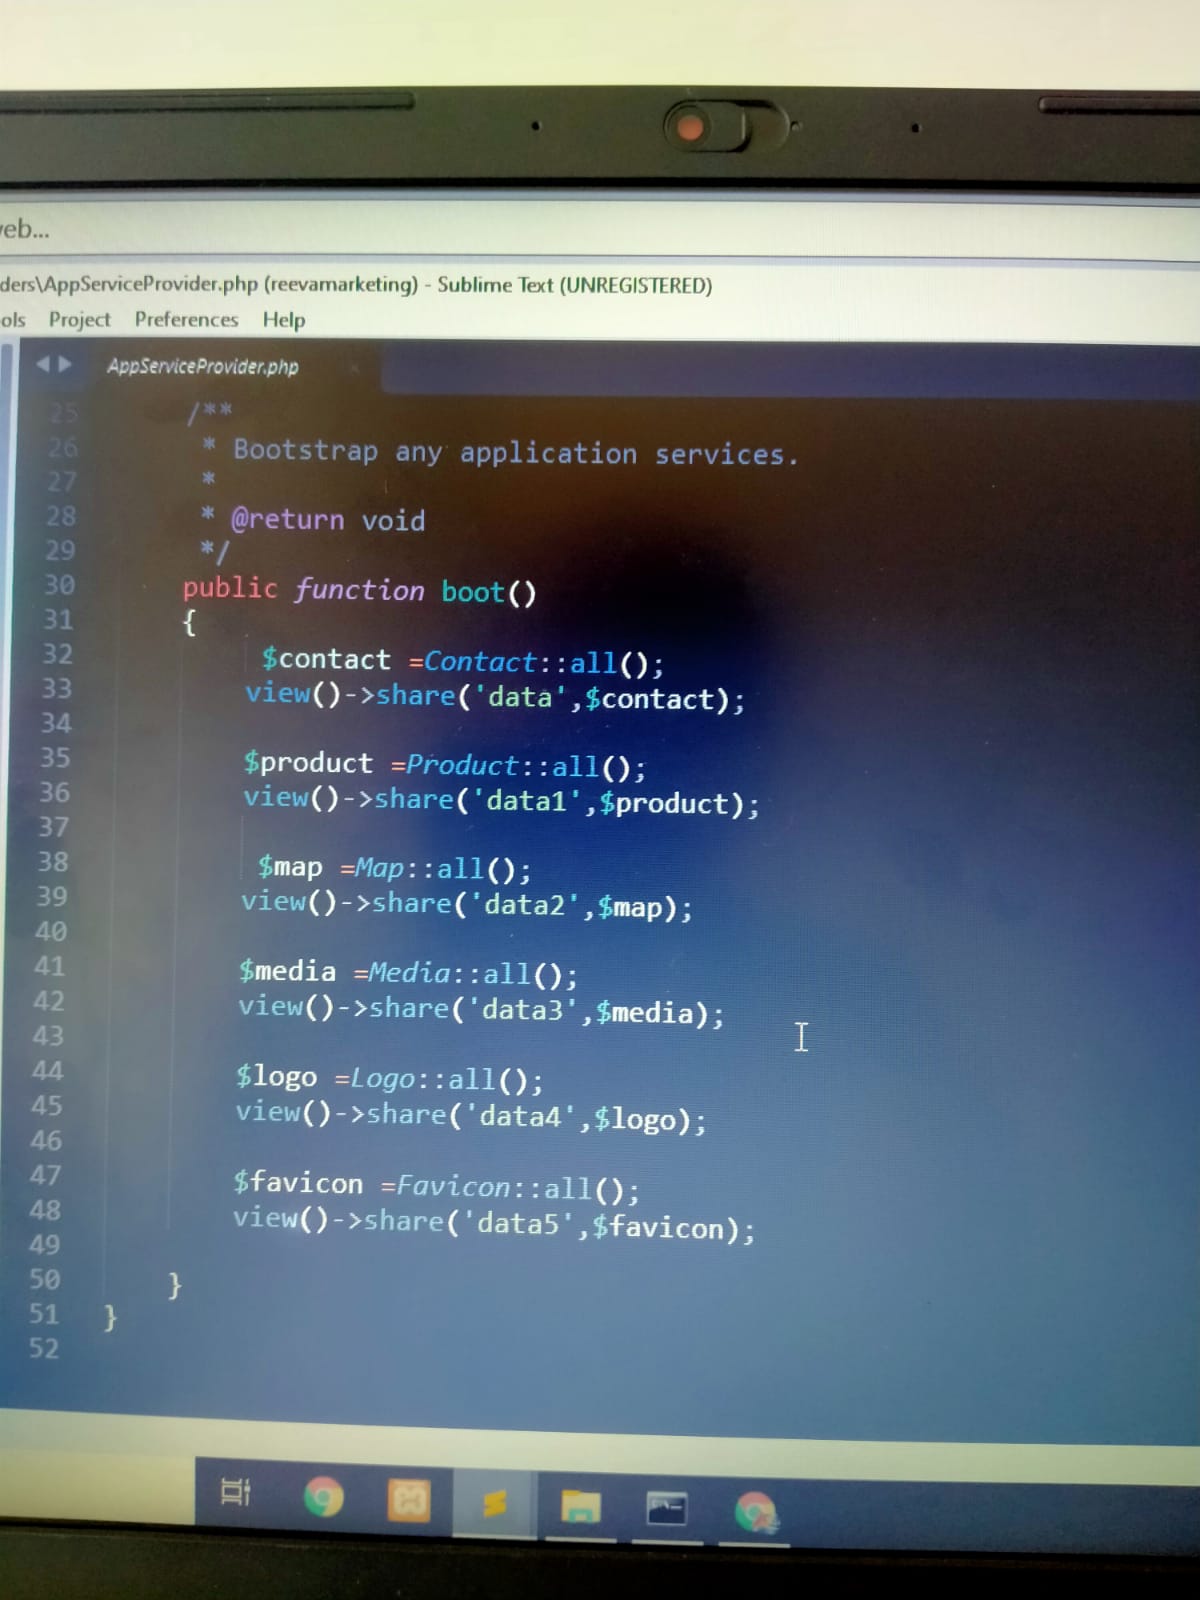 eb...
ders\AppServiceProvider.php (reevamarketing) - Sublime Text (UNREGISTERED)
ols Project Preferences Help
AppServiceProvider.php
25 /**
26 * Bootstrap any application services.
27 *
28 * @return void
29 */
30 public function boot()
31 {
32 $contact =Contact::all();
33 view()->share('data',$contact);
34
35 $product =Product::all();
36 view()->share('data1',$product);
37
38 $map =Map::all();
39 view()->share('data2',$map);
40
41 $media =Media::all();
42 view()->share('data3',$media);
43
44 $logo =Logo::all();
45 view()->share('data4',$logo);
46
47 $favicon =Favicon::all();
48 view()->share('data5',$favicon);
49
50 }
51 }
52